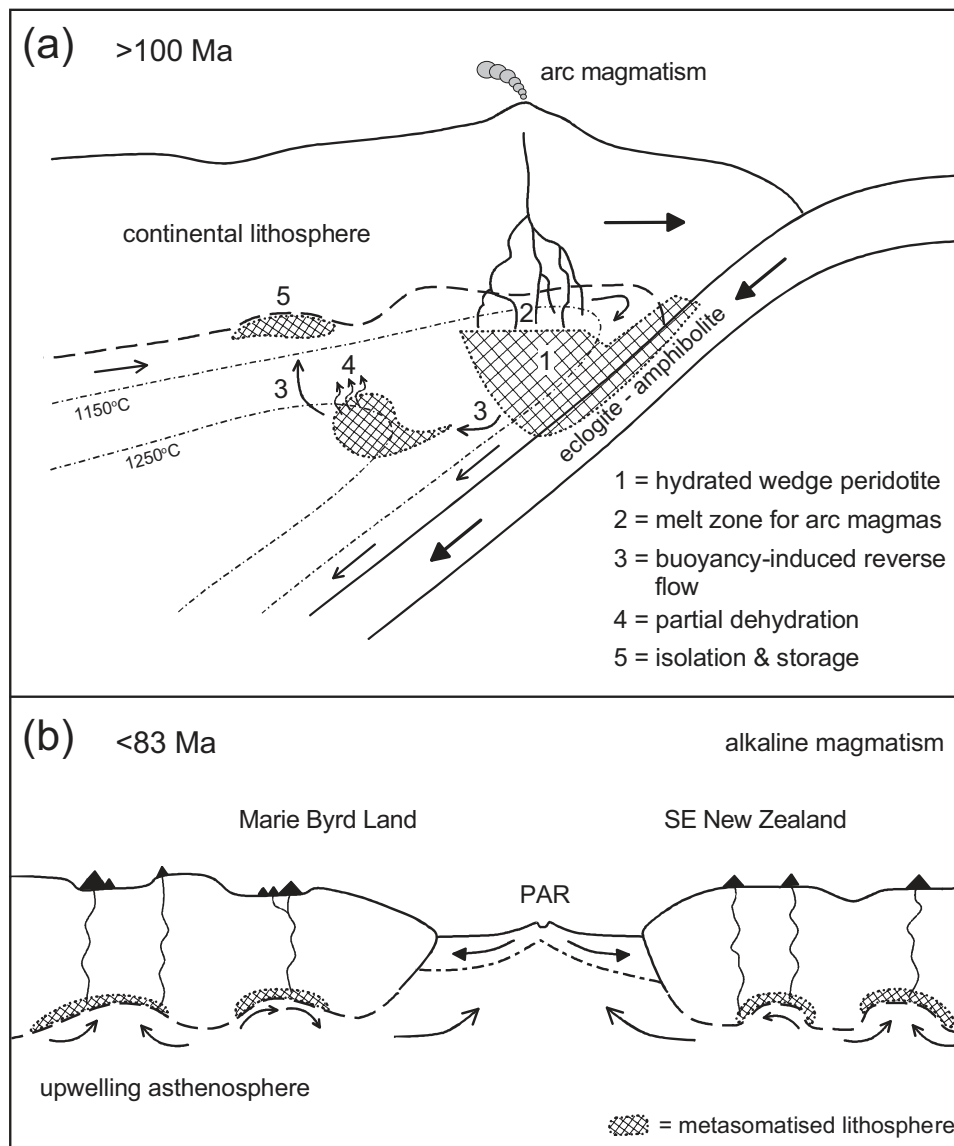 (a) >100 Ma
arc magmatism
continental lithosphere
5
2
1
4
3
3
1150°C
1250°C
eclogite - amphibolite
1 = hydrated wedge peridotite
2 = melt zone for arc magmas
3 = buoyancy-induced reverse
flow
4 = partial dehydration
5 = isolation & storage
(b) <83 Ma
alkaline magmatism
Marie Byrd Land
SE New Zealand
PAR
upwelling asthenosphere
= metasomatised lithosphere